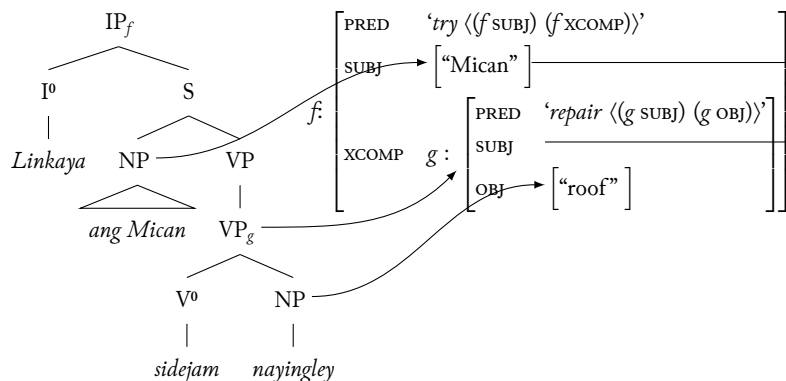 IP_f
PRED ‘try ⟨(f SUBJ) (f XCOMP)⟩’
SUBJ [“Mican”]
I⁰ S
f:
PRED ‘repair ⟨(g SUBJ) (g OBJ)⟩’
Linkaya NP VP
XCOMP g :
SUBJ
OBJ [“roof”]
ang Mican VP_g
V⁰ NP
sidejam nayingley